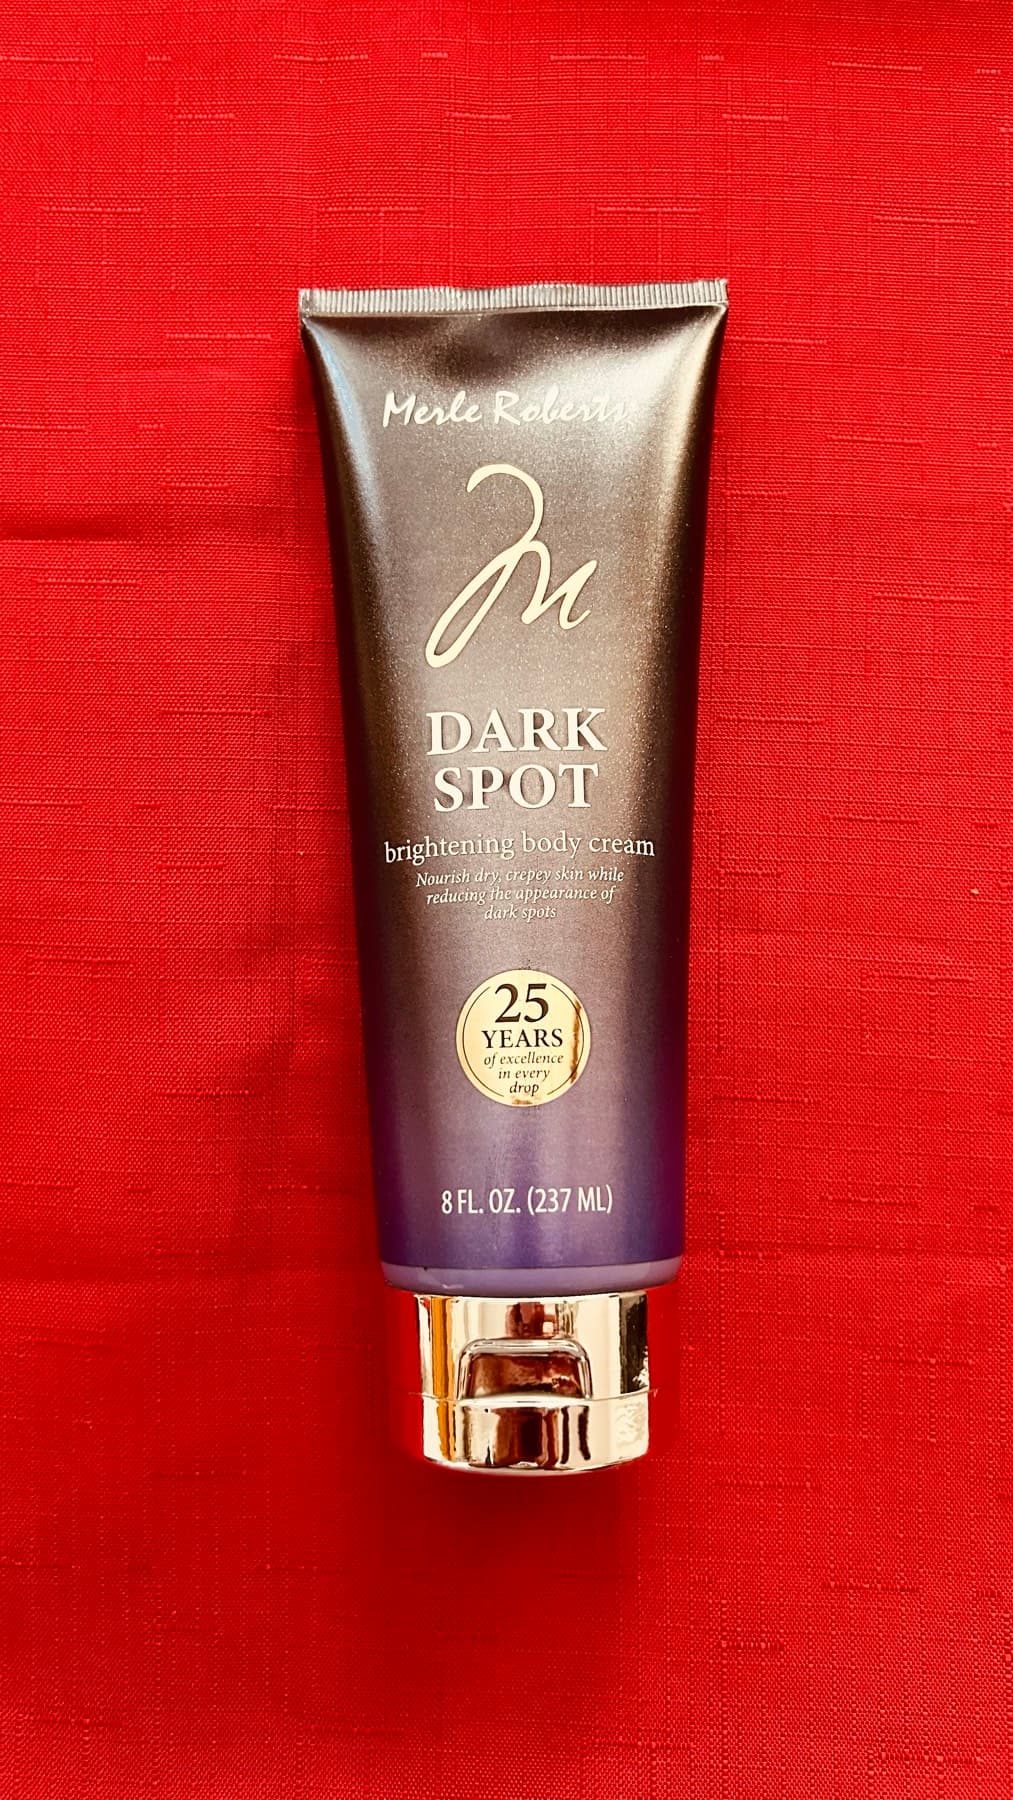 Merle Roberts
M
DARK
SPOT
brightening body cream
Nourish dry, crepey skin while
reducing the appearance of
dark spots
25
YEARS
of excellence
in every
drop
8 FL. OZ. (237 ML)